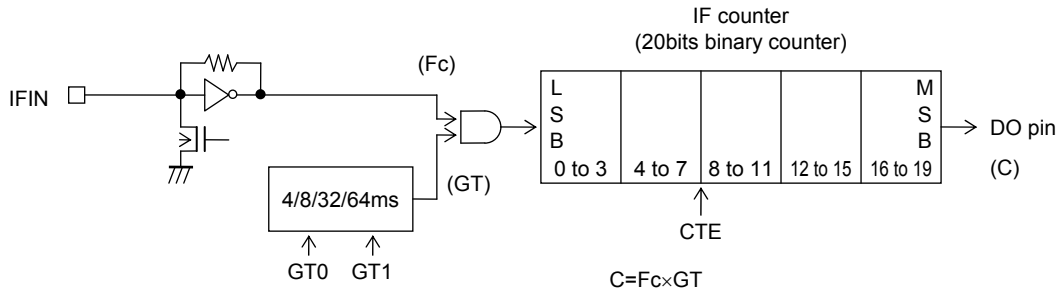 IF counter
(20bits binary counter)
IFIN
(Fc)
L
S
B
M
S
B
DO pin
(C)
0 to 3
4 to 7
8 to 11
12 to 15
16 to 19
(GT)
4/8/32/64ms
GT0
GT1
CTE
C=Fc×GT